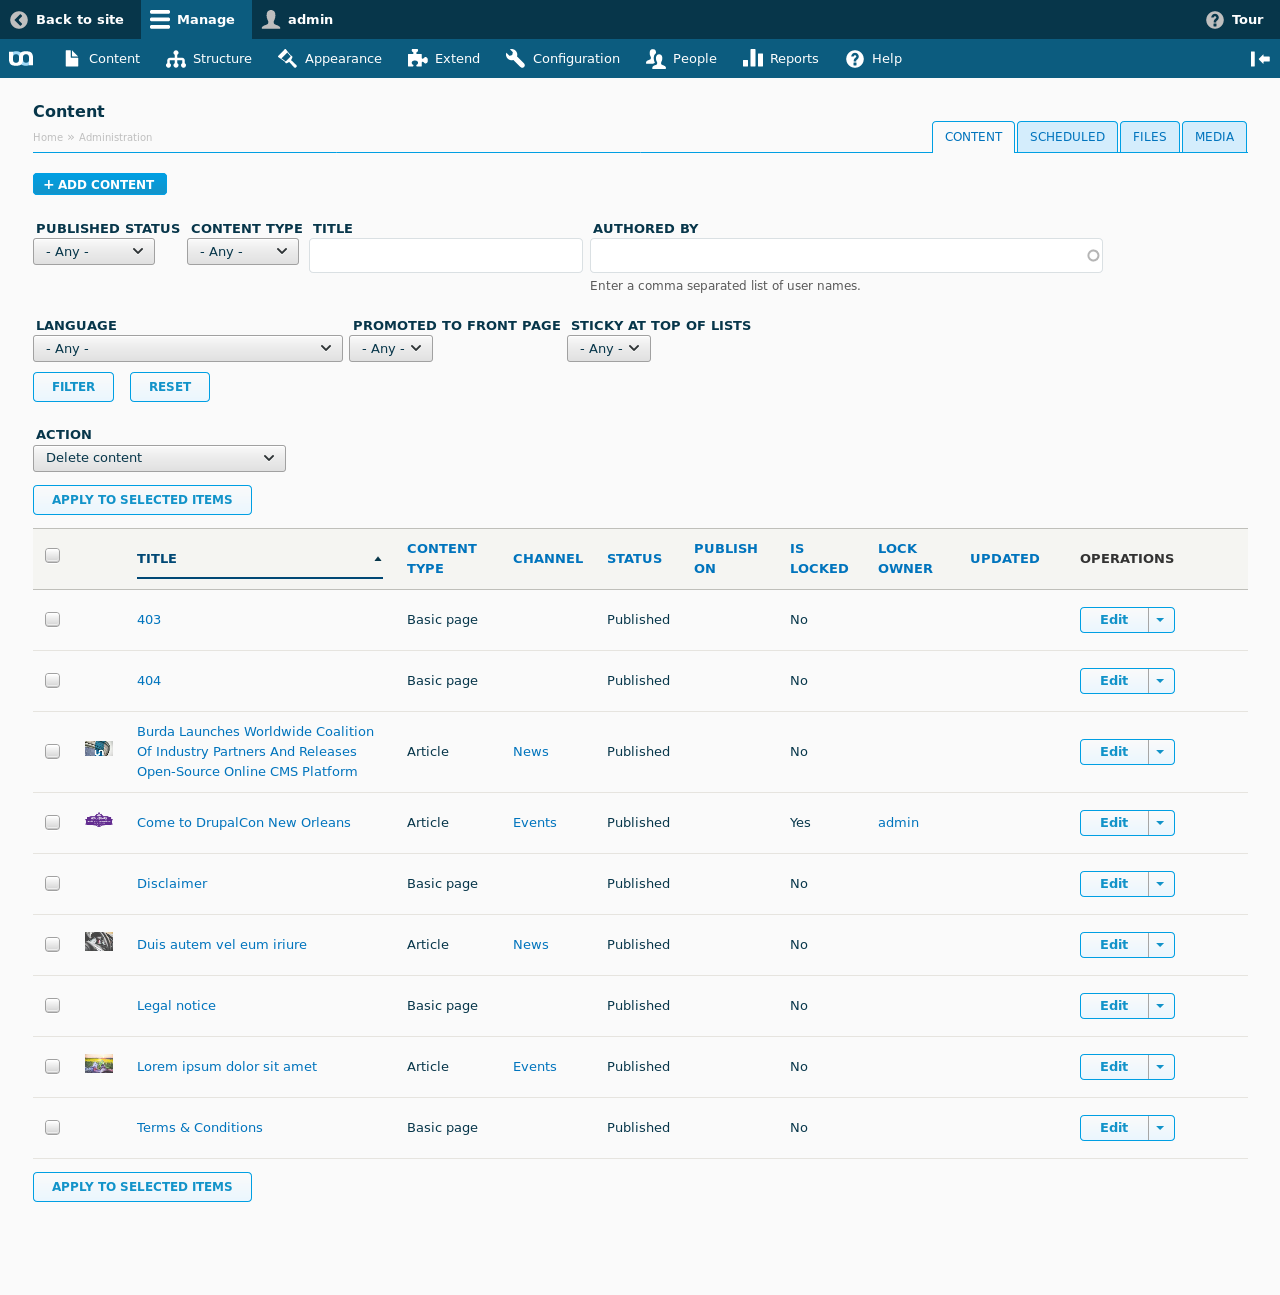 Back to site Manage admin Tour
Content Structure Appearance Extend Configuration People Reports Help
Content
Home » Administration
CONTENT SCHEDULED FILES MEDIA
+ ADD CONTENT
PUBLISHED STATUS CONTENT TYPE TITLE AUTHORED BY
- Any - - Any -
Enter a comma separated list of user names.
LANGUAGE PROMOTED TO FRONT PAGE STICKY AT TOP OF LISTS
- Any - - Any - - Any -
FILTER RESET
ACTION
Delete content
APPLY TO SELECTED ITEMS
TITLE CONTENT TYPE CHANNEL STATUS PUBLISH ON IS LOCKED LOCK OWNER UPDATED OPERATIONS
403 Basic page Published No Edit
404 Basic page Published No Edit
Burda Launches Worldwide Coalition
Of Industry Partners And Releases Article News Published No Edit
Open-Source Online CMS Platform
Come to DrupalCon New Orleans Article Events Published Yes admin Edit
Disclaimer Basic page Published No Edit
Duis autem vel eum iriure Article News Published No Edit
Legal notice Basic page Published No Edit
Lorem ipsum dolor sit amet Article Events Published No Edit
Terms & Conditions Basic page Published No Edit
APPLY TO SELECTED ITEMS